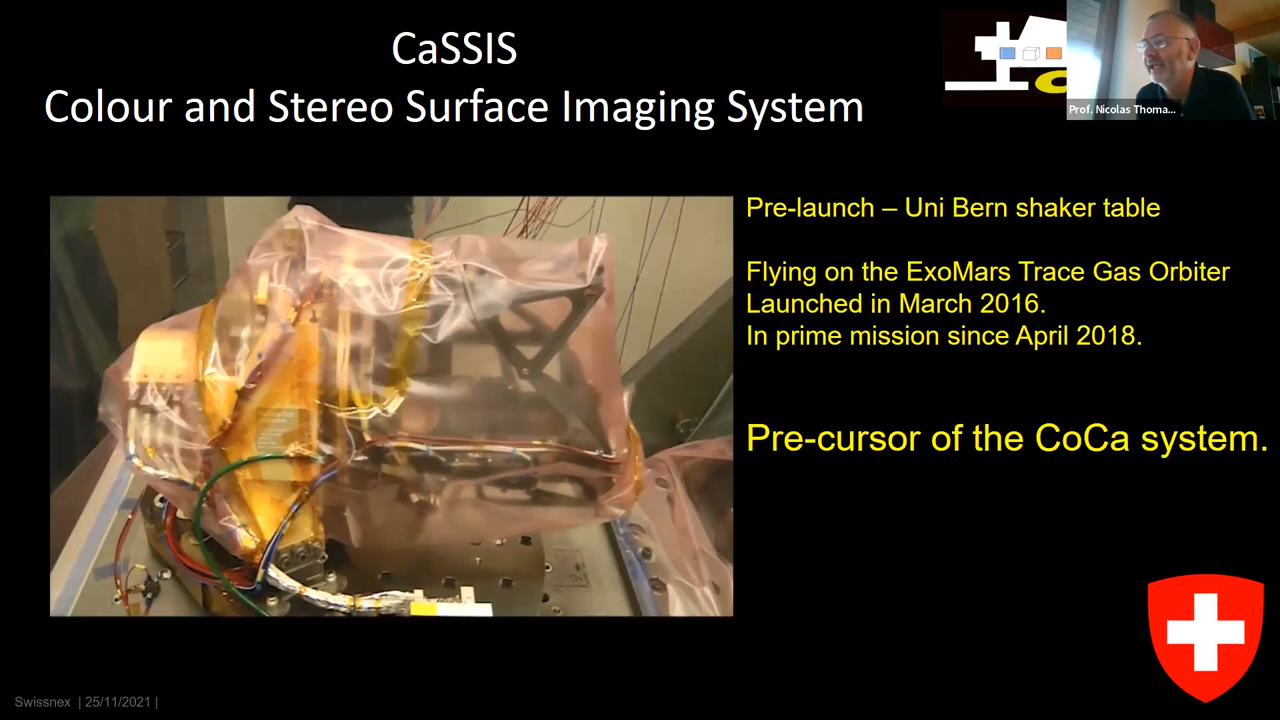 CaSSIS
Colour and Stereo Surface Imaging System
Prof. Nicolas Thoma...
Pre-launch – Uni Bern shaker table
Flying on the ExoMars Trace Gas Orbiter
Launched in March 2016.
In prime mission since April 2018.
Pre-cursor of the CoCa system.
Swissnex | 25/11/2021 |